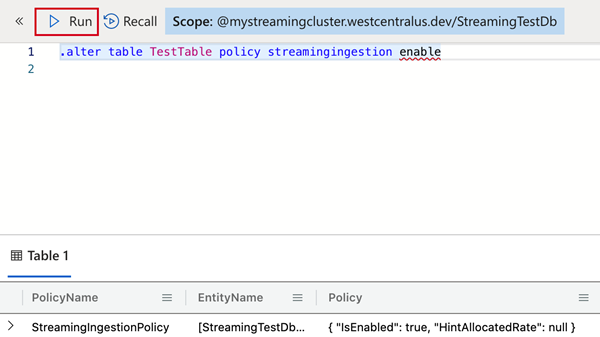 « Run Recall Scope: @mystreamingcluster.westcentralus.dev/StreamingTestDb
1 .alter table TestTable policy streamingingestion enable
2
Table 1
PolicyName EntityName Policy
StreamingIngestionPolicy [StreamingTestDb... { "IsEnabled": true, "HintAllocatedRate": null }